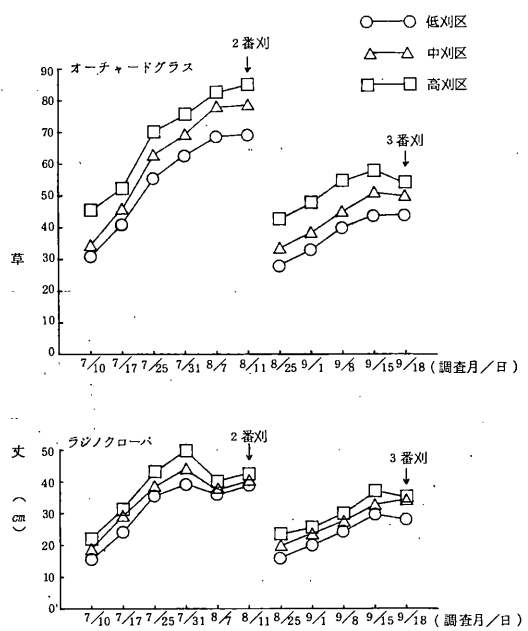 ○—○ 低刈区
△—△ 中刈区
□—□ 高刈区
オーチャードグラス
2番刈
3番刈
90
80
70
60
50
40
30
20
10
0
7/10 7/17 7/25 7/31 8/7 8/11 8/25 9/1 9/8 9/15 9/18 (調査月/日)
草丈(cm)
ラジノクローバ
2番刈
3番刈
50
40
30
20
10
0
7/10 7/17 7/25 7/31 8/7 8/11 8/25 9/1 9/8 9/15 9/18 (調査月/日)